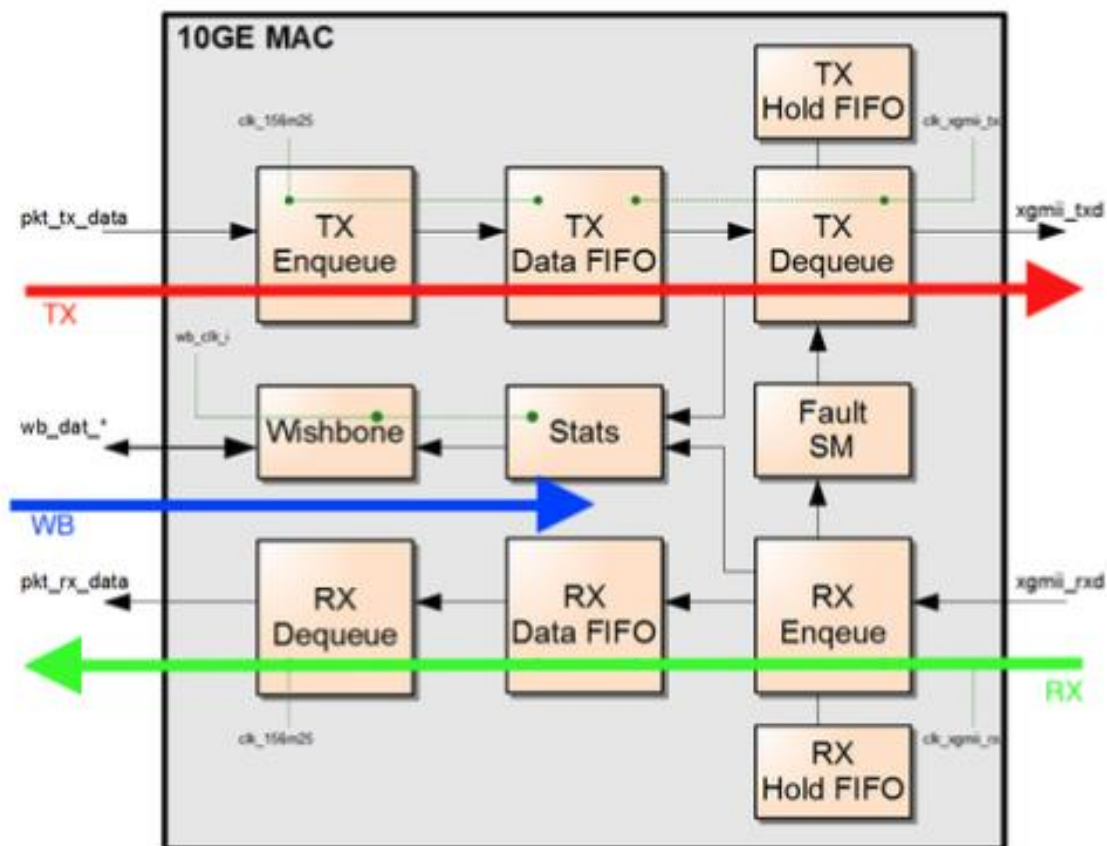 10GE MAC
TX
Hold FIFO
clk_156m25
clk_xgmii_tx
pkt_tx_data
TX
Enqueue
TX
Data FIFO
TX
Dequeue
xgmii_txd
TX
wb_clk_i
wb_dat_*
Wishbone
Stats
Fault
SM
WB
pkt_rx_data
RX
Dequeue
RX
Data FIFO
RX
Enqeue
xgmii_rxd
RX
clk_156m25
clk_xgmii_rx
RX
Hold FIFO